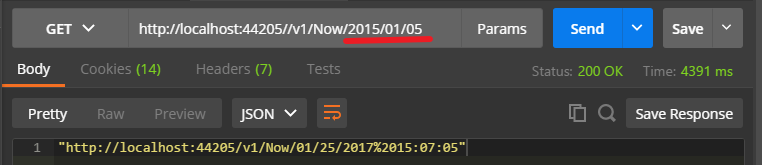 GET http://localhost:44205//v1/Now/2015/01/05 Params Send Save
Body Cookies (14) Headers (7) Tests Status: 200 OK Time: 4391 ms
Pretty Raw Preview JSON Save Response
1 "http://localhost:44205/v1/Now/01/25/2017%2015:07:05"